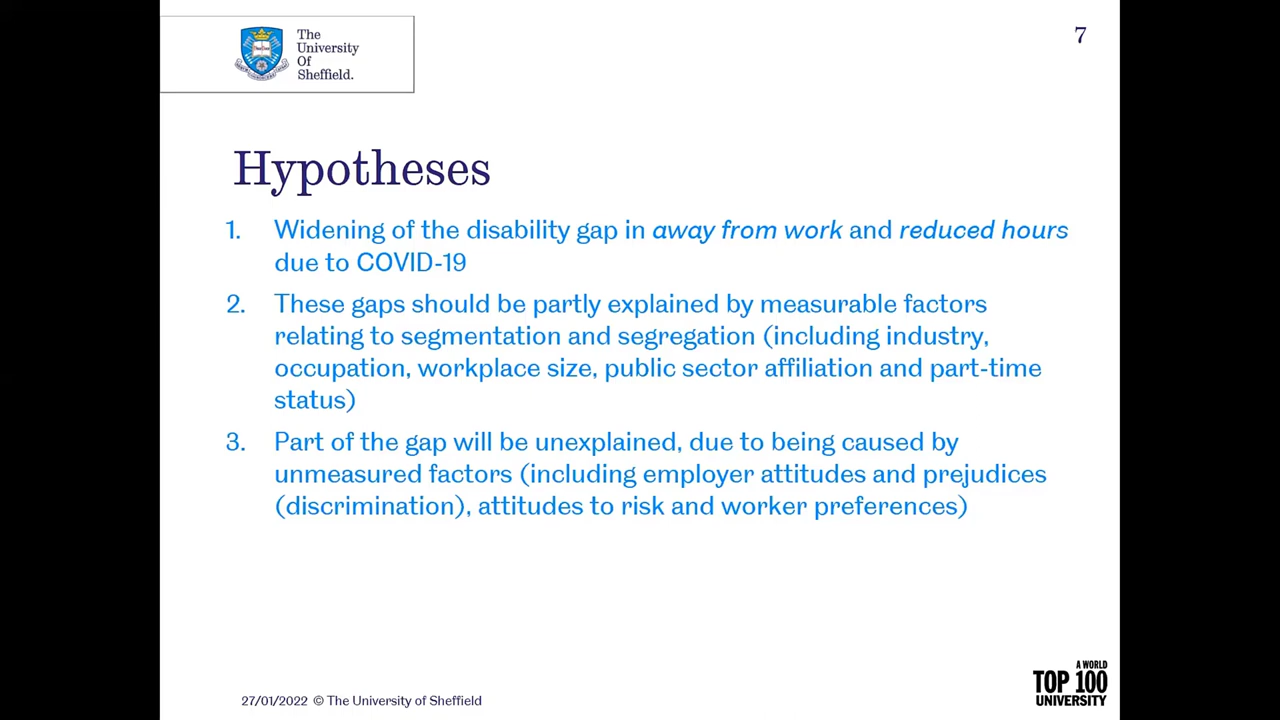 The
University
Of
Sheffield.
7
Hypotheses
1. Widening of the disability gap in away from work and reduced hours
due to COVID-19
2. These gaps should be partly explained by measurable factors
relating to segmentation and segregation (including industry,
occupation, workplace size, public sector affiliation and part-time
status)
3. Part of the gap will be unexplained, due to being caused by
unmeasured factors (including employer attitudes and prejudices
(discrimination), attitudes to risk and worker preferences)
27/01/2022 © The University of Sheffield
A WORLD
TOP 100
UNIVERSITY